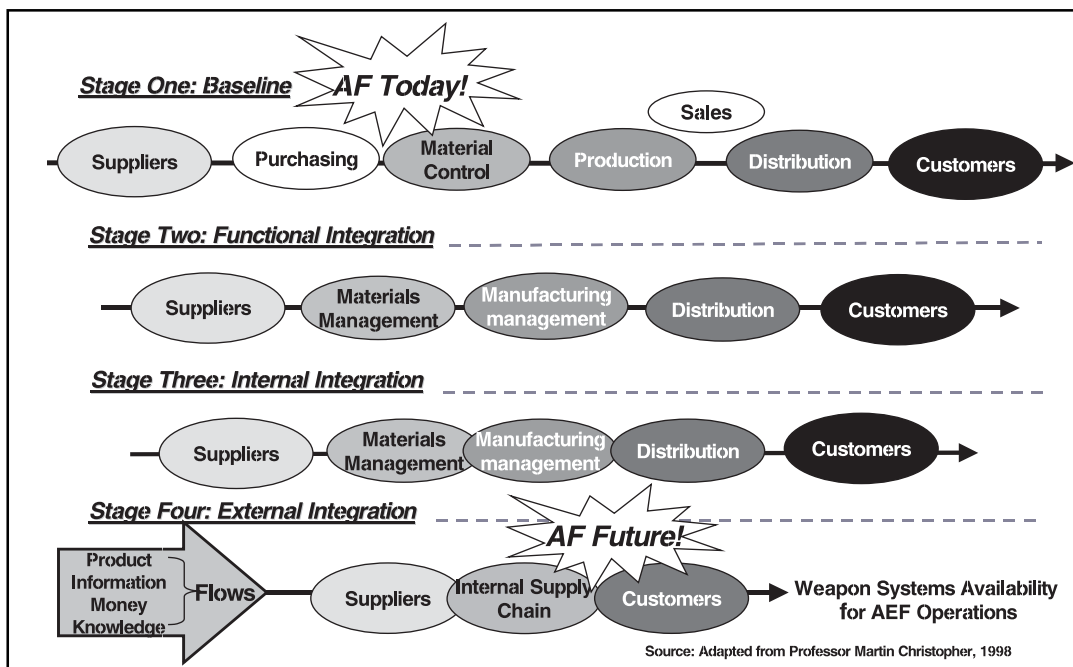 Stage One: Baseline
AF Today!
Sales
Suppliers
Purchasing
Material
Control
Production
Distribution
Customers
Stage Two: Functional Integration
Suppliers
Materials
Management
Manufacturing
management
Distribution
Customers
Stage Three: Internal Integration
Suppliers
Materials
Management
Manufacturing
management
Distribution
Customers
Stage Four: External Integration
AF Future!
Product
Information
Money
Knowledge
Flows
Suppliers
Internal Supply
Chain
Customers
Weapon Systems Availability
for AEF Operations
Source: Adapted from Professor Martin Christopher, 1998